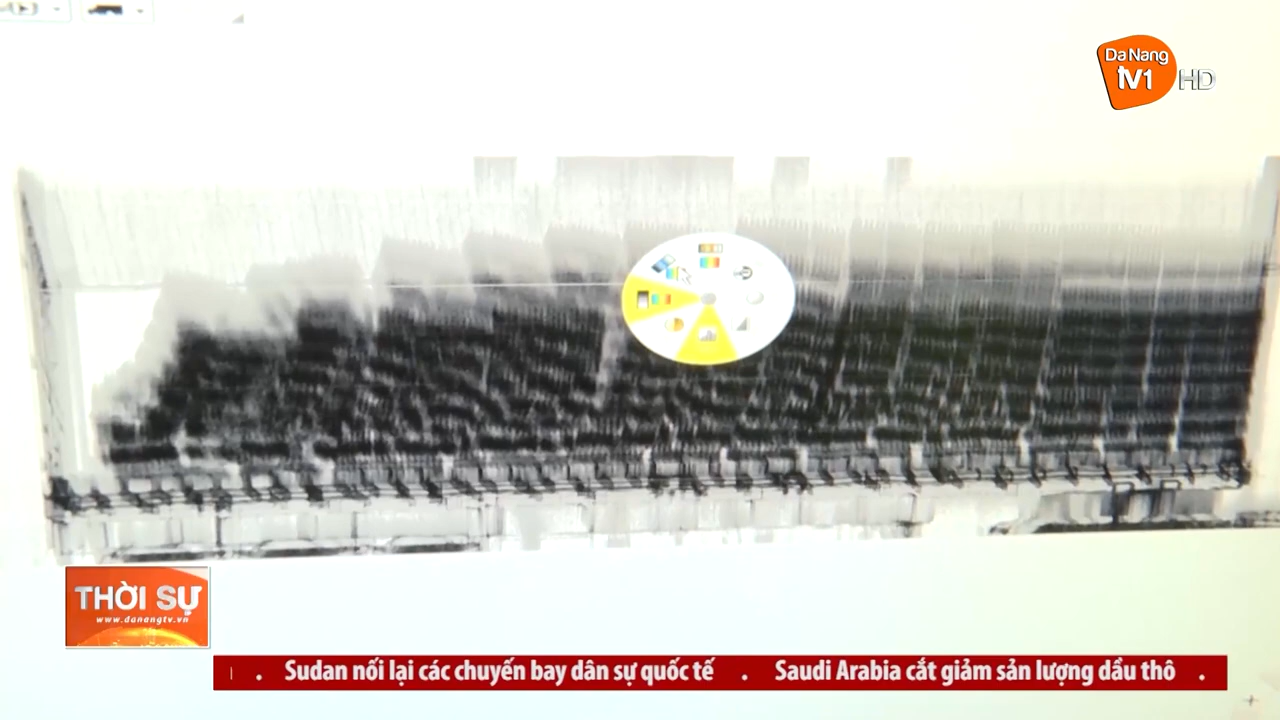 Da Nang
tv1 HD
THỜI SỰ
www.danangtv.vn
. Sudan nối lại các chuyến bay dân sự quốc tế . Saudi Arabia cắt giảm sản lượng dầu thô .